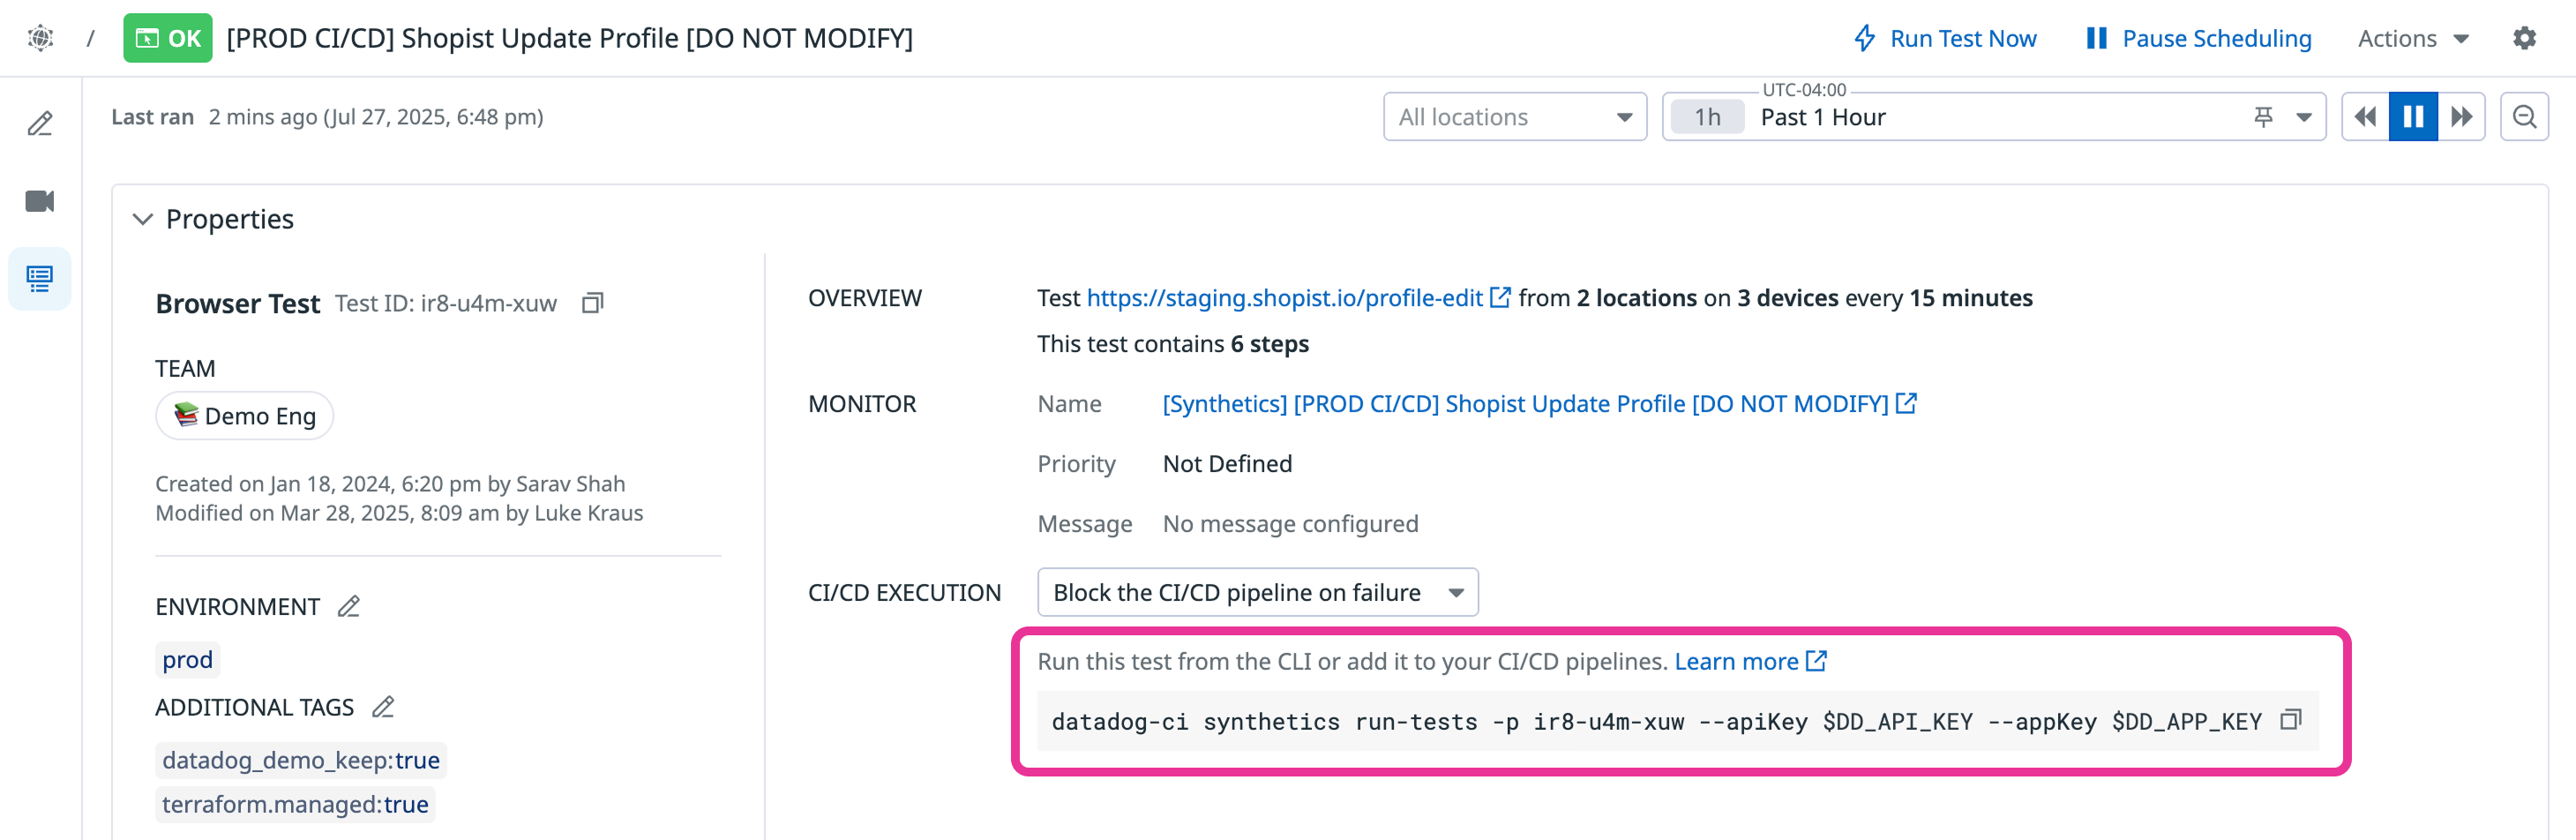 / OK [PROD CI/CD] Shopist Update Profile [DO NOT MODIFY] Run Test Now Pause Scheduling Actions
Last ran 2 mins ago (Jul 27, 2025, 6:48 pm) All locations UTC-04:00 1h Past 1 Hour
Properties
Browser Test Test ID: ir8-u4m-xuw
TEAM
Demo Eng
Created on Jan 18, 2024, 6:20 pm by Sarav Shah
Modified on Mar 28, 2025, 8:09 am by Luke Kraus
ENVIRONMENT
prod
ADDITIONAL TAGS
datadog_demo_keep:true
terraform.managed:true
OVERVIEW Test https://staging.shopist.io/profile-edit from 2 locations on 3 devices every 15 minutes
This test contains 6 steps
MONITOR Name [Synthetics] [PROD CI/CD] Shopist Update Profile [DO NOT MODIFY]
Priority Not Defined
Message No message configured
CI/CD EXECUTION Block the CI/CD pipeline on failure
Run this test from the CLI or add it to your CI/CD pipelines. Learn more
datadog-ci synthetics run-tests -p ir8-u4m-xuw --apiKey $DD_API_KEY --appKey $DD_APP_KEY